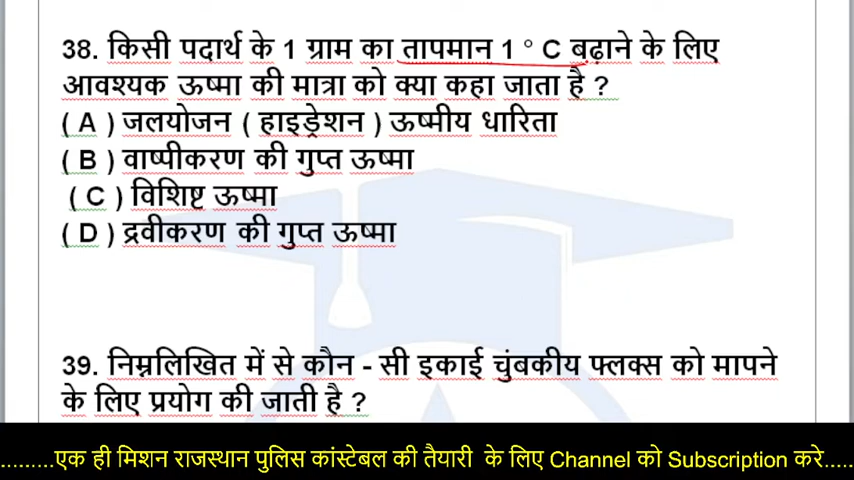 38. किसी पदार्थ के 1 ग्राम का तापमान 1 ° C बढ़ाने के लिए
आवश्यक ऊष्मा की मात्रा को क्या कहा जाता है ?
( A ) जलयोजन ( हाइड्रेशन ) ऊष्मीय धारिता
( B ) वाष्पीकरण की गुप्त ऊष्मा
( C ) विशिष्ट ऊष्मा
( D ) द्रवीकरण की गुप्त ऊष्मा
39. निम्नलिखित में से कौन - सी इकाई चुंबकीय फ्लक्स को मापने
के लिए प्रयोग की जाती है ?
.........एक ही मिशन राजस्थान पुलिस कांस्टेबल की तैयारी के लिए Channel को Subscription करे.....